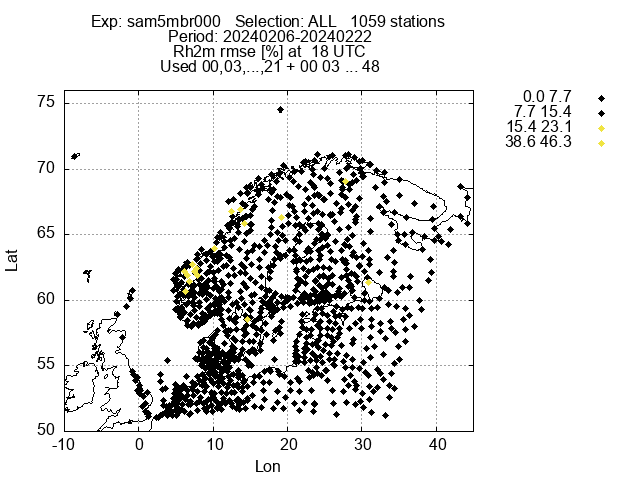 Exp: sam5mbr000   Selection: ALL   1059 stations
Period: 20240206-20240222
Rh2m rmse [%] at  18 UTC
Used 00,03,...,21 + 00 03 ... 48
0.0 7.7
7.7 15.4
15.4 23.1
38.6 46.3
75
70
65
60
55
50
Lat
-10 0 10 20 30 40
Lon